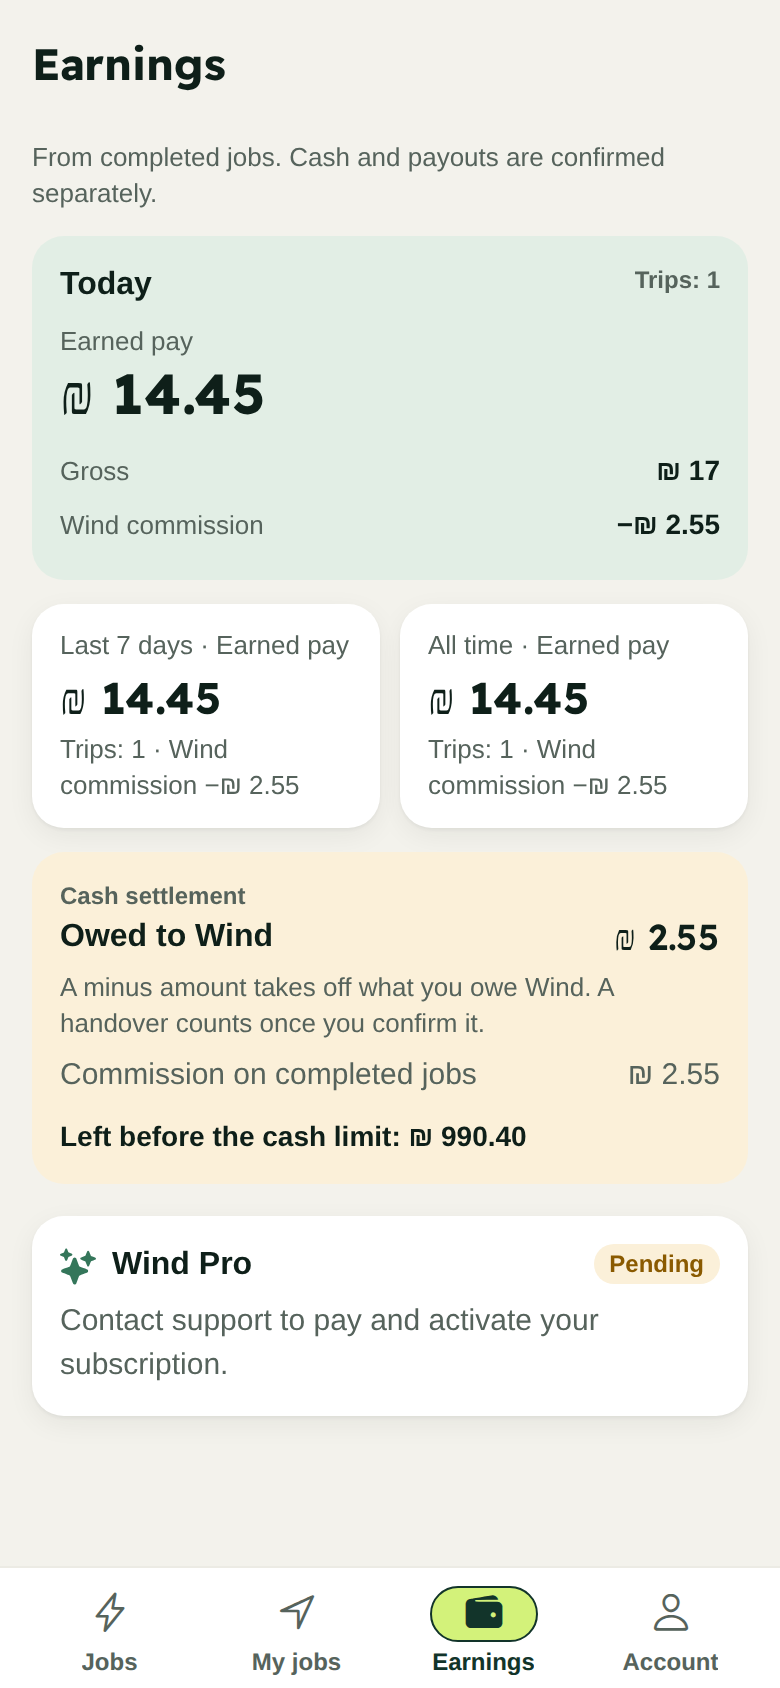 Earnings
From completed jobs. Cash and payouts are confirmed
separately.
Today
Trips: 1
Earned pay
₪ 14.45
Gross
₪ 17
Wind commission
−₪ 2.55
Last 7 days · Earned pay
₪ 14.45
Trips: 1 · Wind
commission −₪ 2.55
All time · Earned pay
₪ 14.45
Trips: 1 · Wind
commission −₪ 2.55
Cash settlement
Owed to Wind
₪ 2.55
A minus amount takes off what you owe Wind. A
handover counts once you confirm it.
Commission on completed jobs
₪ 2.55
Left before the cash limit: ₪ 990.40
Wind Pro
Pending
Contact support to pay and activate your
subscription.
Jobs
My jobs
Earnings
Account